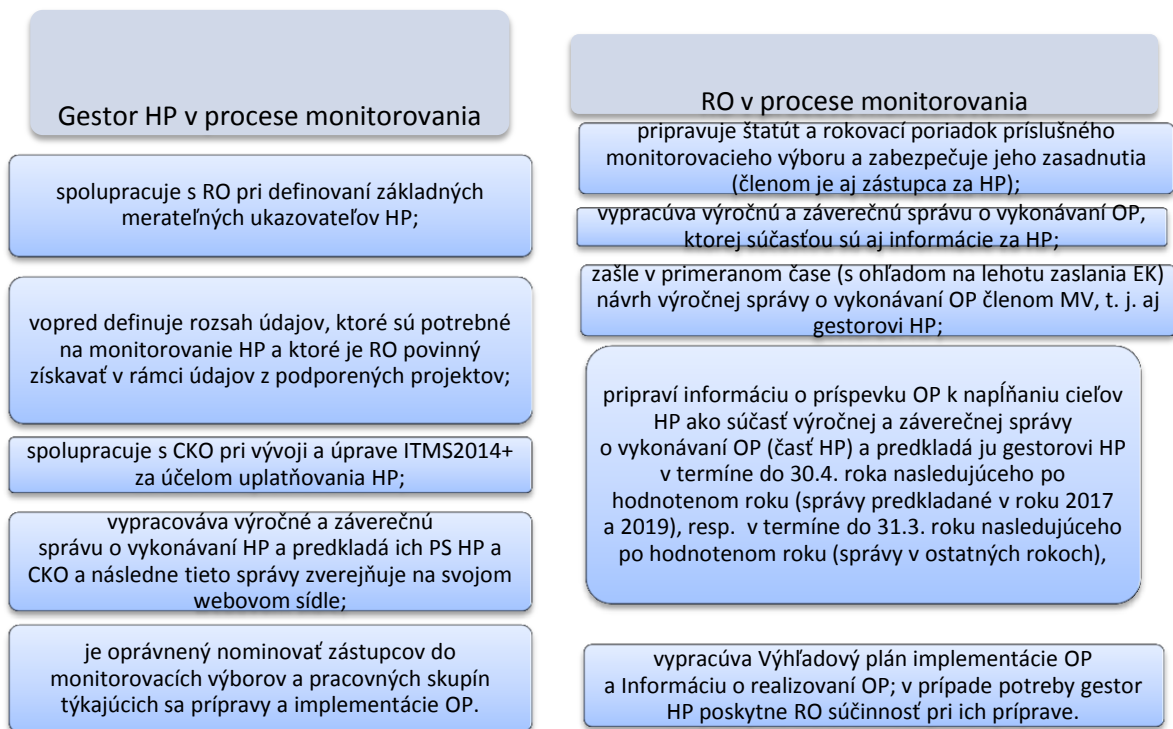 Gestor HP v procese monitorovania
spolupracuje s RO pri definovaní základných
merateľných ukazovateľov HP;
vopred definuje rozsah údajov, ktoré sú potrebné
na monitorovanie HP a ktoré je RO povinný
získavať v rámci údajov z podporených projektov;
spolupracuje s CKO pri vývoji a úprave ITMS2014+
za účelom uplatňovania HP;
vypracováva výročné a záverečnú
správu o vykonávaní HP a predkladá ich PS HP a
CKO a následne tieto správy zverejňuje na svojom
webovom sídle;
je oprávnený nominovať zástupcov do
monitorovacích výborov a pracovných skupín
týkajúcich sa prípravy a implementácie OP.
RO v procese monitorovania
pripravuje štatút a rokovací poriadok príslušného
monitorovacieho výboru a zabezpečuje jeho zasadnutia
(členom je aj zástupca za HP);
vypracúva výročnú a záverečnú správu o vykonávaní OP,
ktorej súčasťou sú aj informácie za HP;
zašle v primeranom čase (s ohľadom na lehotu zaslania EK)
návrh výročnej správy o vykonávaní OP členom MV, t. j. aj
gestorovi HP;
pripraví informáciu o príspevku OP k napĺňaniu cieľov
HP ako súčasť výročnej a záverečnej správy
o vykonávaní OP (časť HP) a predkladá ju gestorovi HP
v termíne do 30.4. roka nasledujúceho po
hodnotenom roku (správy predkladané v roku 2017
a 2019), resp. v termíne do 31.3. roku nasledujúceho
po hodnotenom roku (správy v ostatných rokoch),
vypracúva Výhľadový plán implementácie OP
a Informáciu o realizovaní OP; v prípade potreby gestor
HP poskytne RO súčinnosť pri ich príprave.